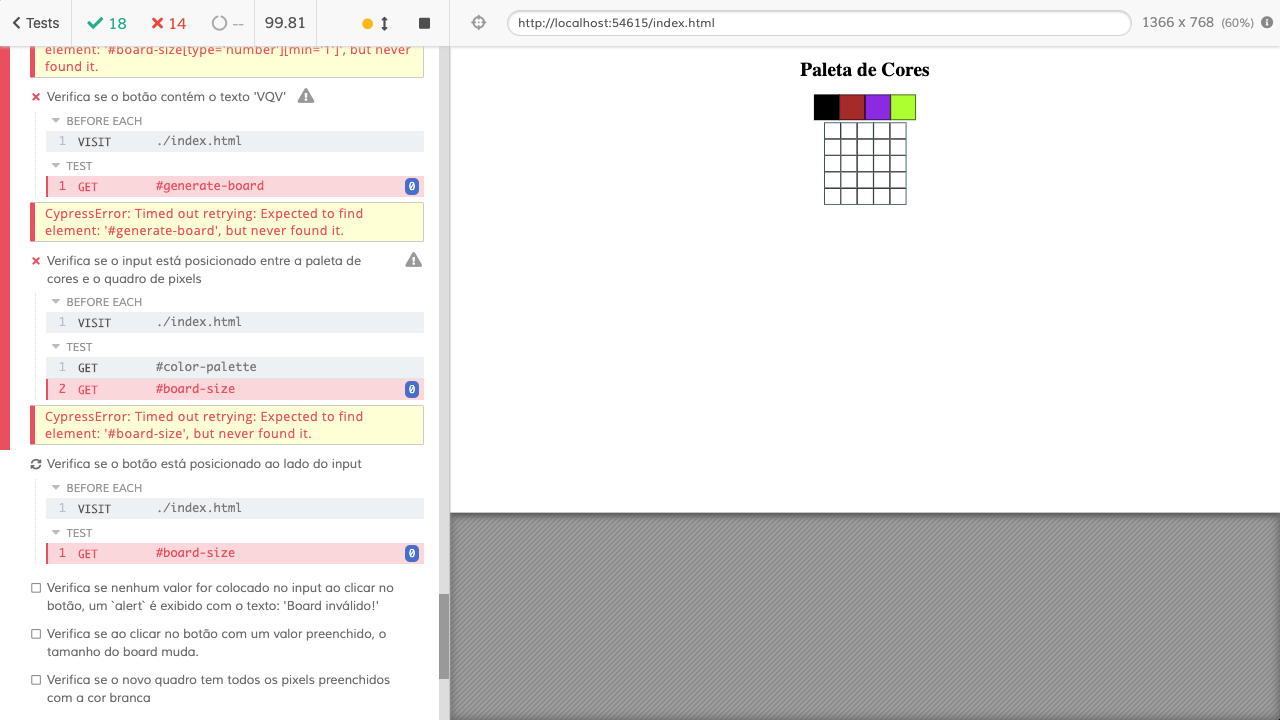 Tests 18 14 -- 99.81
http://localhost:54615/index.html 1366 x 768 (60%)
element: '#board-size[type='number'][min='1']', but never
found it.
Verifica se o botão contém o texto 'VQV'
BEFORE EACH
1 VISIT ./index.html
TEST
1 GET #generate-board 0
CypressError: Timed out retrying: Expected to find
element: '#generate-board', but never found it.
Verifica se o input está posicionado entre a paleta de
cores e o quadro de pixels
BEFORE EACH
1 VISIT ./index.html
TEST
1 GET #color-palette
2 GET #board-size 0
CypressError: Timed out retrying: Expected to find
element: '#board-size', but never found it.
Verifica se o botão está posicionado ao lado do input
BEFORE EACH
1 VISIT ./index.html
TEST
1 GET #board-size 0
Verifica se nenhum valor for colocado no input ao clicar no
botão, um `alert` é exibido com o texto: 'Board inválido!'
Verifica se ao clicar no botão com um valor preenchido, o
tamanho do board muda.
Verifica se o novo quadro tem todos os pixels preenchidos
com a cor branca
Paleta de Cores